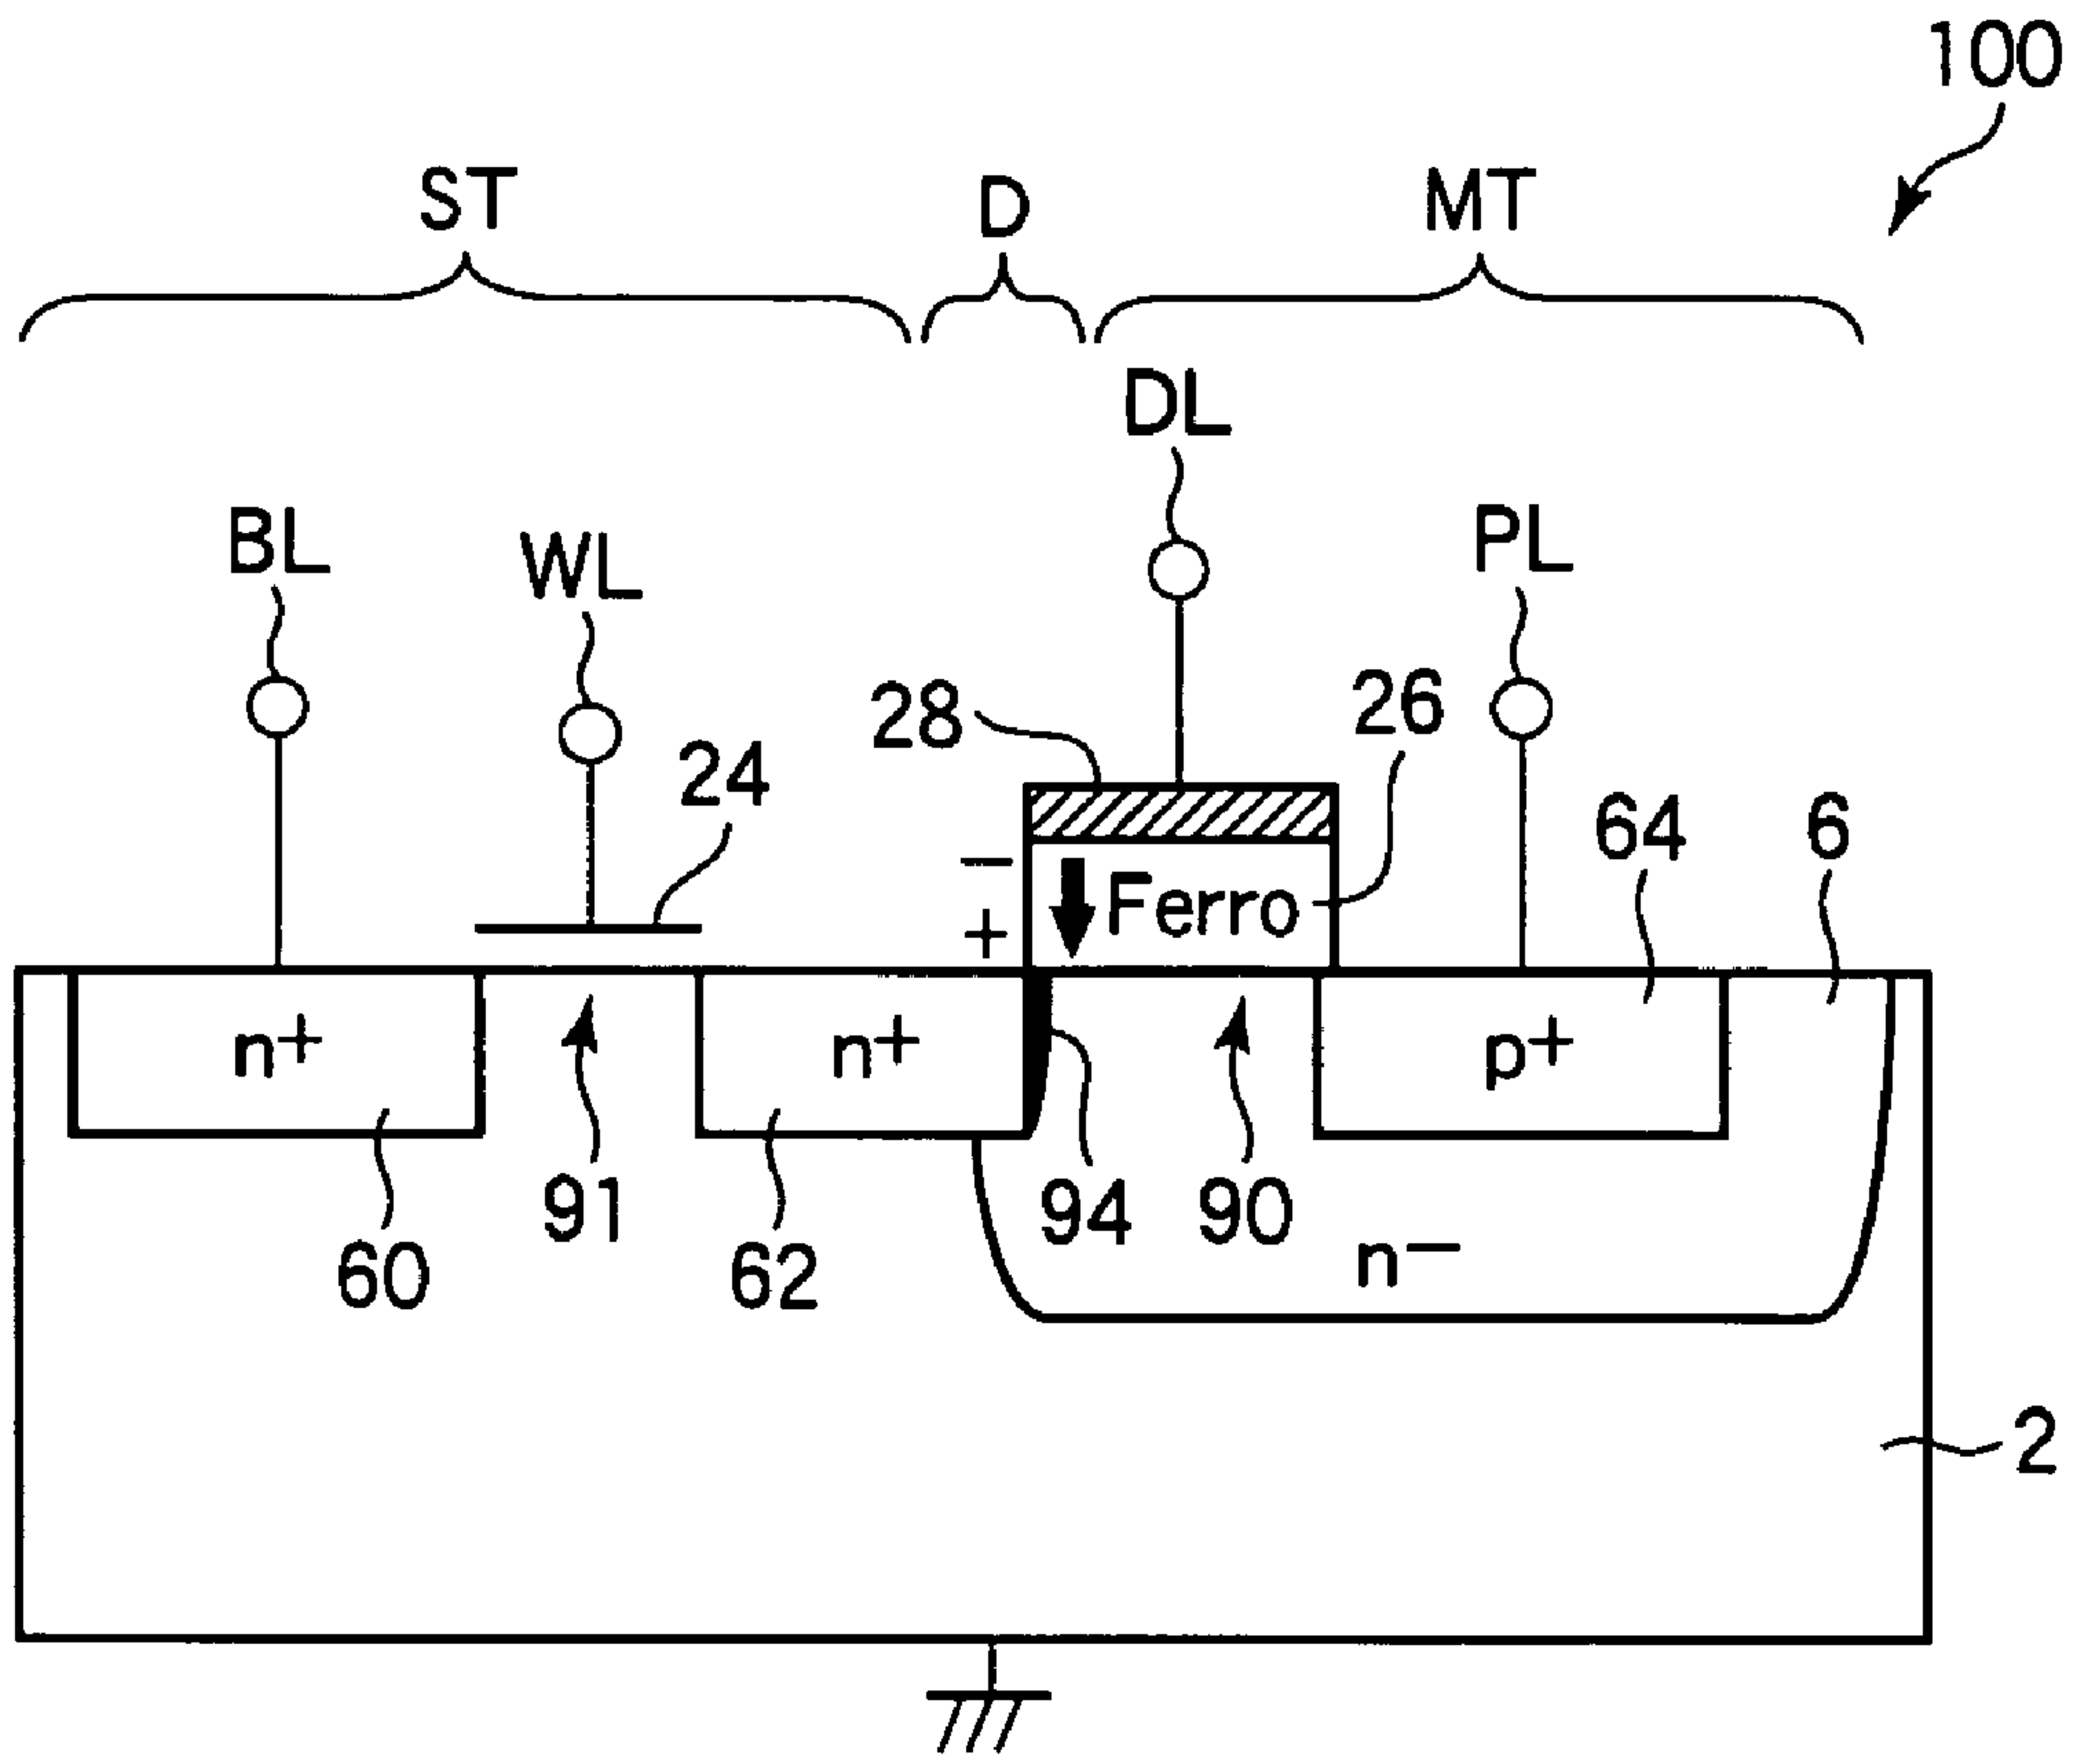 100
ST D MT
DL
BL WL PL
28 26
24 64 6
− Ferro
+
n+ n+ p+
91 94 90
60 62 n−
2